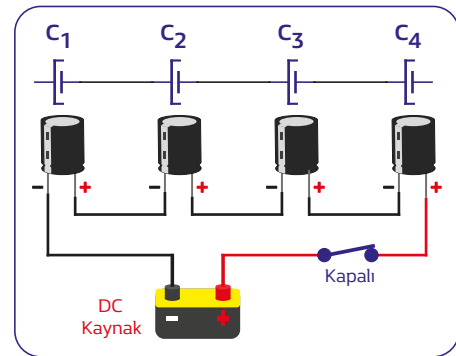 C1 C2 C3 C4
- + - + - + - +
Kapalı
DC
Kaynak
- +